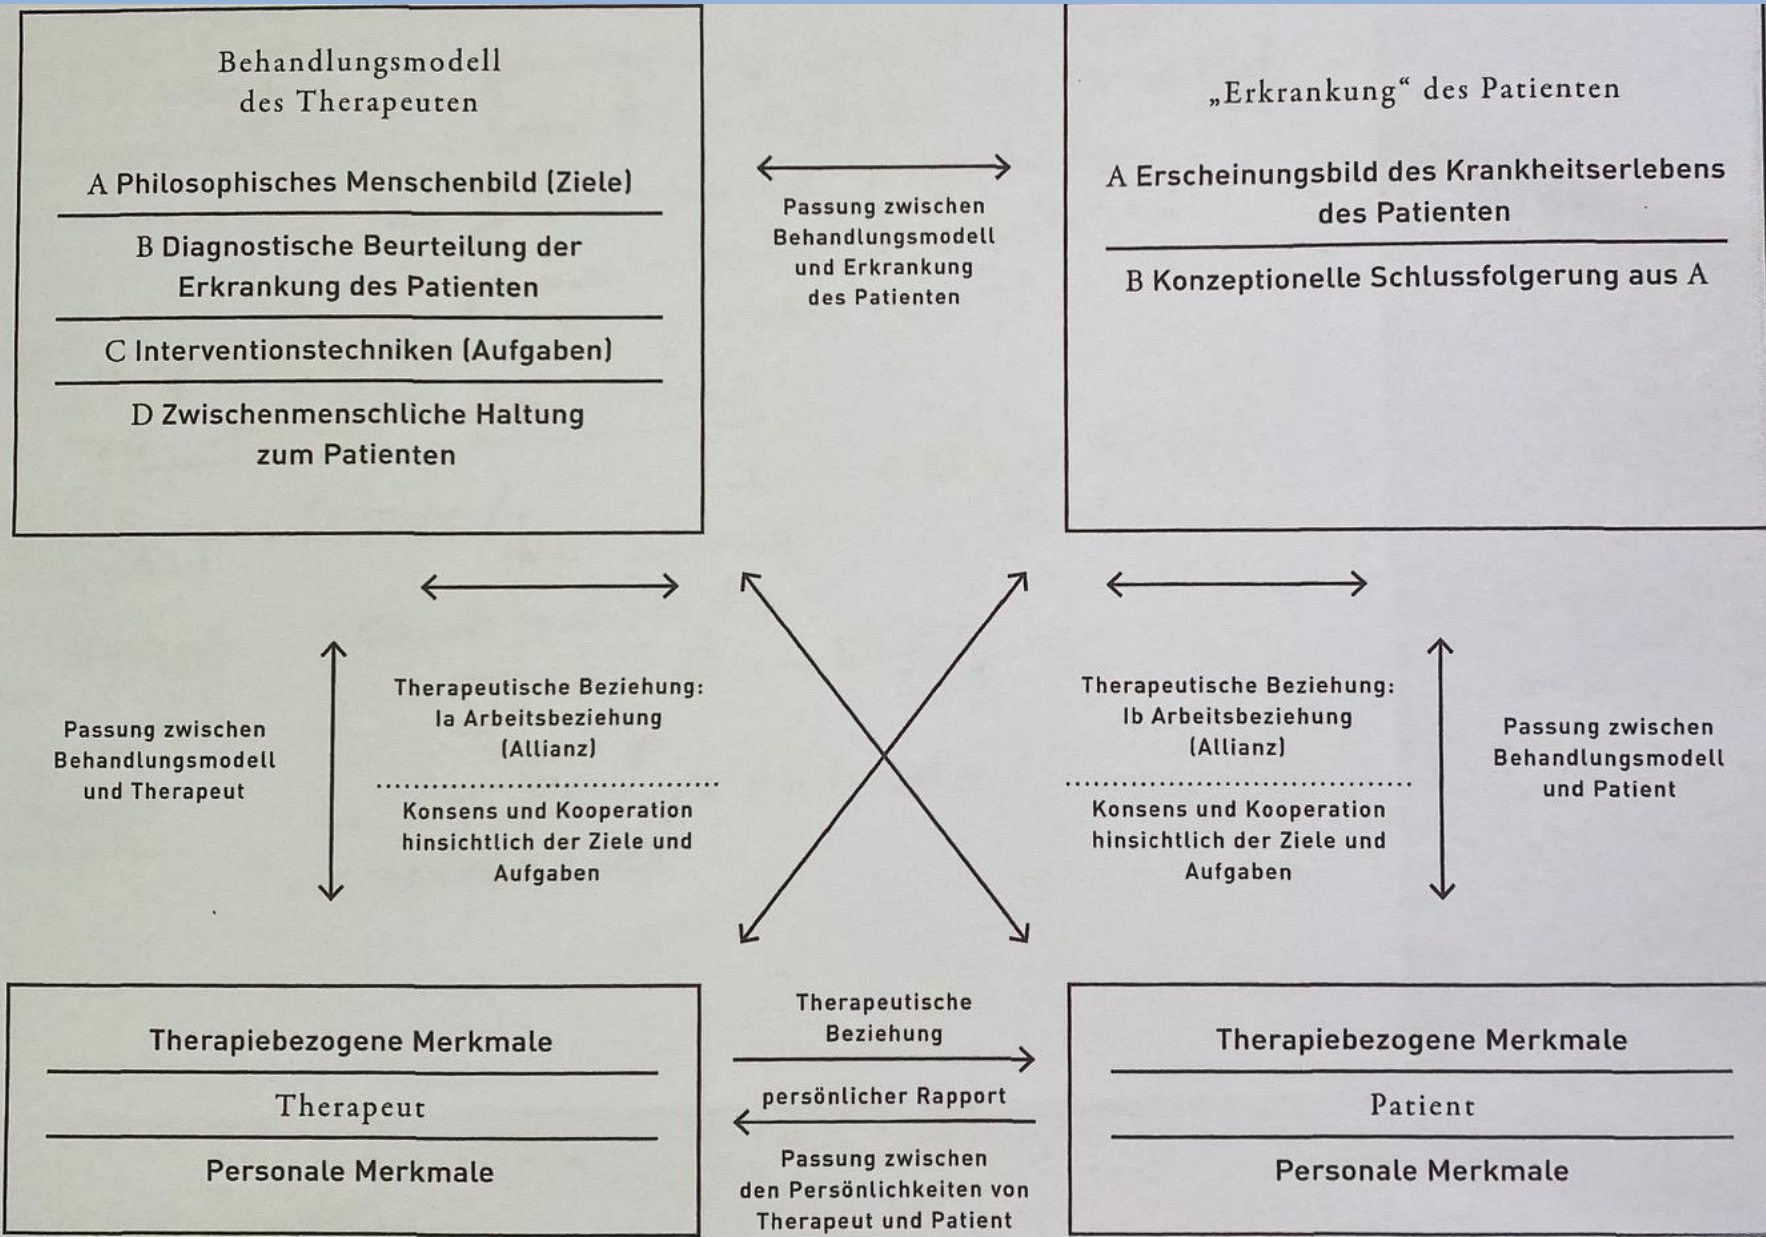 Behandlungsmodell
des Therapeuten
A Philosophisches Menschenbild (Ziele)
B Diagnostische Beurteilung der
Erkrankung des Patienten
C Interventionstechniken (Aufgaben)
D Zwischenmenschliche Haltung
zum Patienten
Passung zwischen
Behandlungsmodell
und Erkrankung
des Patienten
„Erkrankung“ des Patienten
A Erscheinungsbild des Krankheitserlebens
des Patienten
B Konzeptionelle Schlussfolgerung aus A
Passung zwischen
Behandlungsmodell
und Therapeut
Therapeutische Beziehung:
Ia Arbeitsbeziehung
(Allianz)
Konsens und Kooperation
hinsichtlich der Ziele und
Aufgaben
Therapeutische Beziehung:
Ib Arbeitsbeziehung
(Allianz)
Konsens und Kooperation
hinsichtlich der Ziele und
Aufgaben
Passung zwischen
Behandlungsmodell
und Patient
Therapiebezogene Merkmale
Therapeut
Personale Merkmale
Therapeutische
Beziehung
persönlicher Rapport
Passung zwischen
den Persönlichkeiten von
Therapeut und Patient
Therapiebezogene Merkmale
Patient
Personale Merkmale